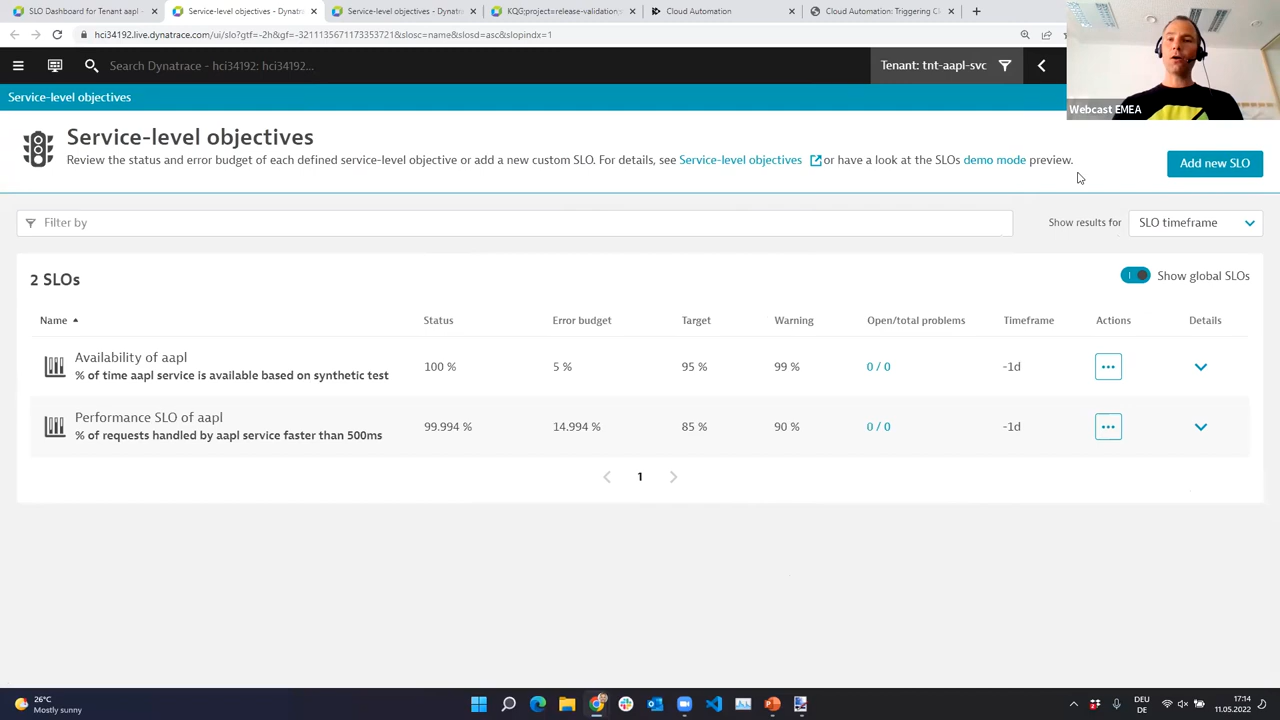 SLO Dashboard for Tenant aapl -
Service-level objectives - Dynatra
Service-level objectives - Dynatra
KQG;project=release-validation;
Cloud Automation
Cloud Automation: Triggering Cl
hci34192.live.dynatrace.com/ui/slo?gtf=-2h&gf=-3211135671173353721&slosc=name&slosd=asc&slopindx=1
Search Dynatrace - hci34192: hci34192...
Tenant: tnt-aapl-svc
Webcast EMEA
Service-level objectives
Service-level objectives
Review the status and error budget of each defined service-level objective or add a new custom SLO. For details, see Service-level objectives or have a look at the SLOs demo mode preview.
Add new SLO
Filter by
Show results for
SLO timeframe
2 SLOs
Show global SLOs
Name Status Error budget Target Warning Open/total problems Timeframe Actions Details
Availability of aapl
% of time aapl service is available based on synthetic test
100 % 5 % 95 % 99 % 0 / 0 -1d
Performance SLO of aapl
% of requests handled by aapl service faster than 500ms
99.994 % 14.994 % 85 % 90 % 0 / 0 -1d
1
26°C
Mostly sunny
DEU
DE
17:14
11.05.2022